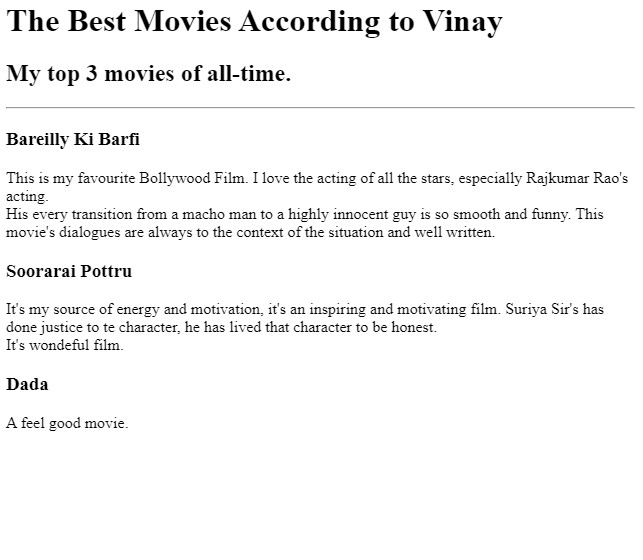 The Best Movies According to Vinay
My top 3 movies of all-time.
Bareilly Ki Barfi
This is my favourite Bollywood Film. I love the acting of all the stars, especially Rajkumar Rao's
acting.
His every transition from a macho man to a highly innocent guy is so smooth and funny. This
movie's dialogues are always to the context of the situation and well written.
Soorarai Pottru
It's my source of energy and motivation, it's an inspiring and motivating film. Suriya Sir's has
done justice to te character, he has lived that character to be honest.
It's wondeful film.
Dada
A feel good movie.